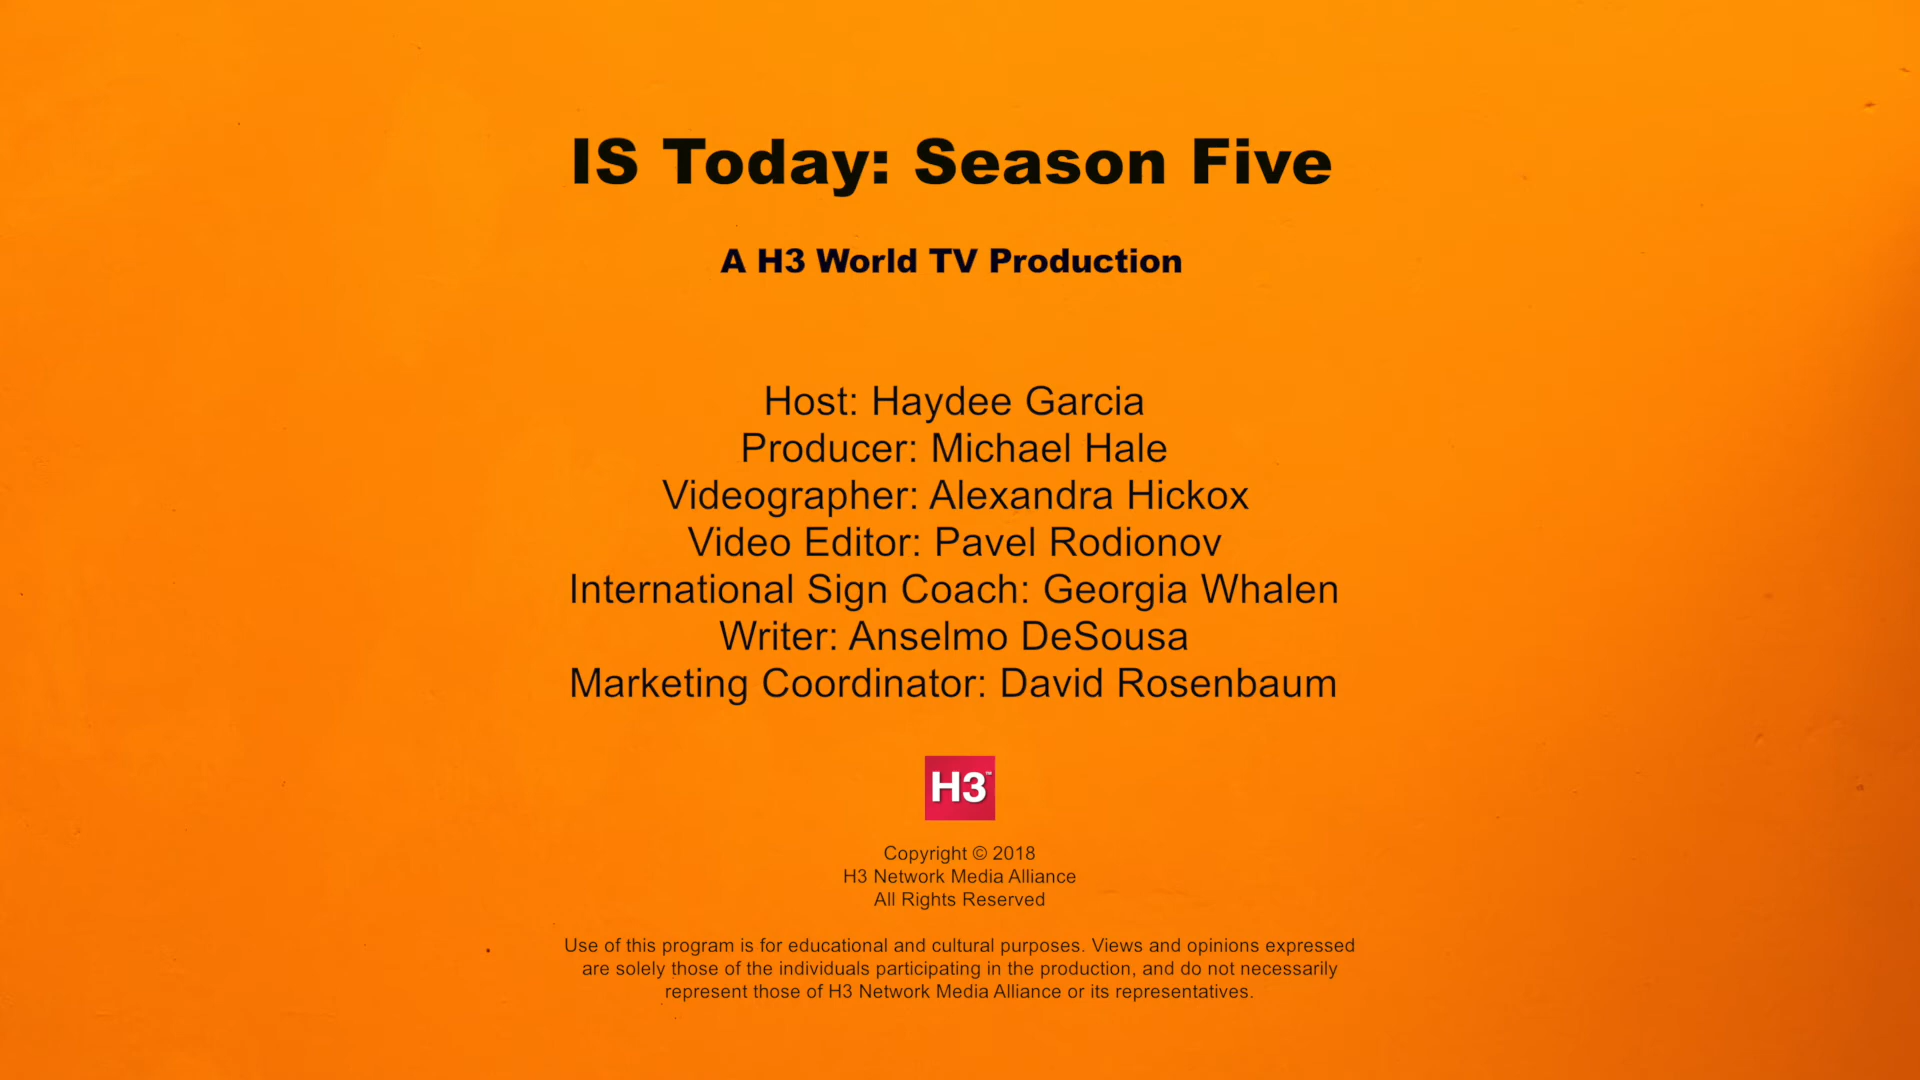 IS Today: Season Five
A H3 World TV Production
Host: Haydee Garcia
Producer: Michael Hale
Videographer: Alexandra Hickox
Video Editor: Pavel Rodionov
International Sign Coach: Georgia Whalen
Writer: Anselmo DeSousa
Marketing Coordinator: David Rosenbaum
H3™
Copyright © 2018
H3 Network Media Alliance
All Rights Reserved
Use of this program is for educational and cultural purposes. Views and opinions expressed
are solely those of the individuals participating in the production, and do not necessarily
represent those of H3 Network Media Alliance or its representatives.